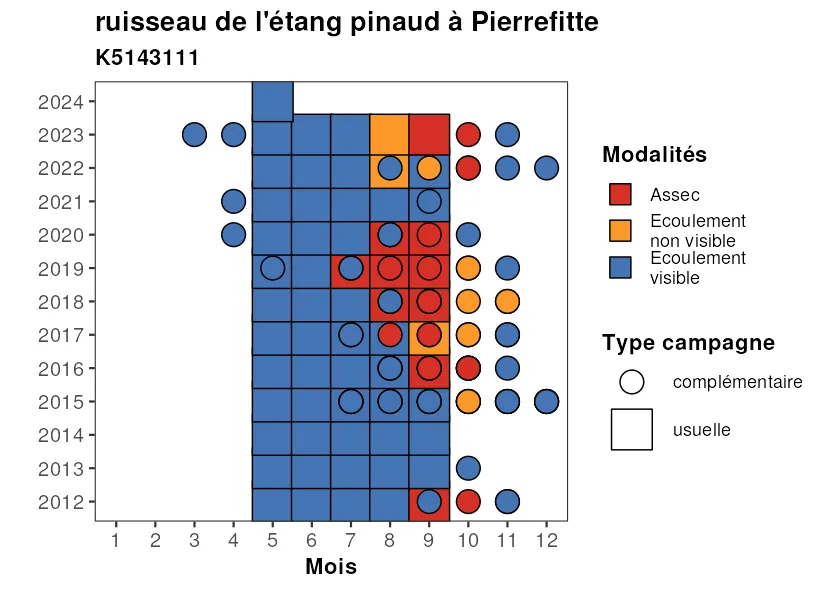 ruisseau de l'étang pinaud à Pierrefitte
K5143111
2024
2023
2022
2021
2020
2019
2018
2017
2016
2015
2014
2013
2012
1 2 3 4 5 6 7 8 9 10 11 12
Mois
Modalités
Assec
Ecoulement
non visible
Ecoulement
visible
Type campagne
complémentaire
usuelle